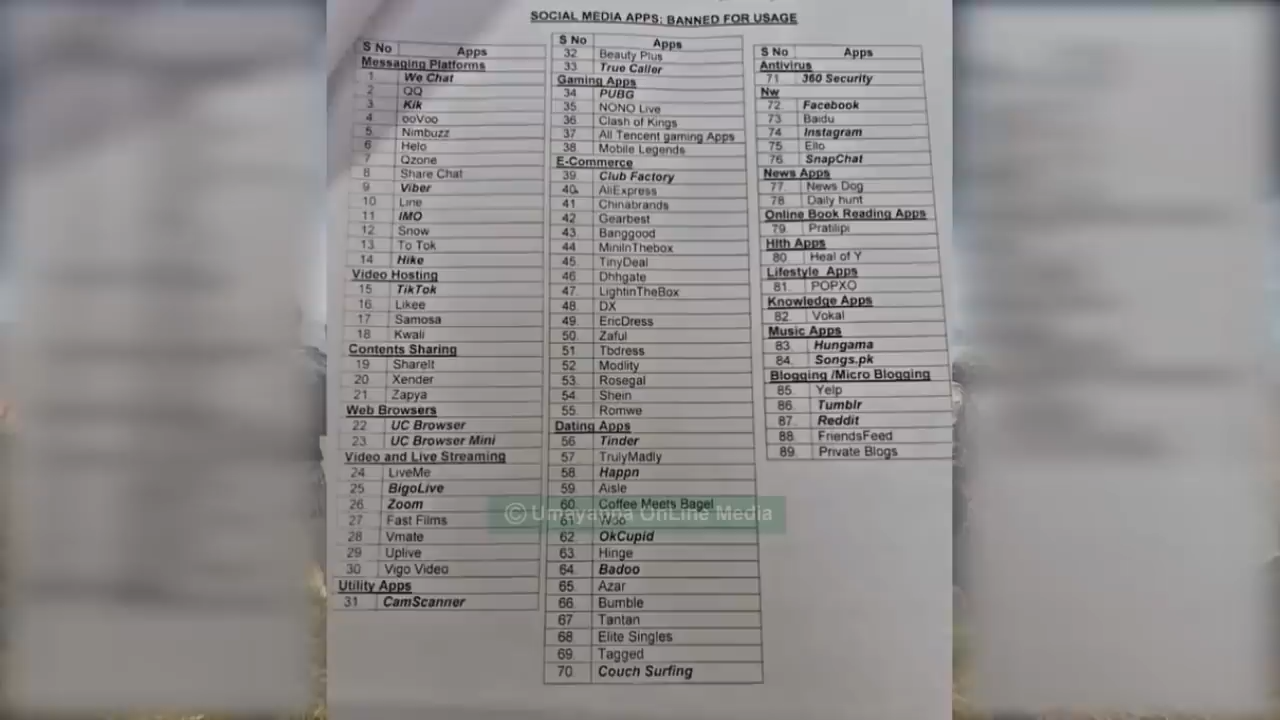 SOCIAL MEDIA APPS: BANNED FOR USAGE
S No Apps
Messaging Platforms
1. We Chat
2 QQ
3 Kik
4 ooVoo
5. Nimbuzz
6 Helo
7 Qzone
8 Share Chat
9 Viber
10 Line
11 IMO
12 Snow
13 To Tok
14 Hike
Video Hosting
15 TikTok
16. Likee
17 Samosa
18 Kwali
Contents Sharing
19 ShareIt
20 Xender
21. Zapya
Web Browsers
22 UC Browser
23 UC Browser Mini
Video and Live Streaming
24 LiveMe
25 BigoLive
26 Zoom
27 Fast Films
28 Vmate
29 Uplive
30 Vigo Video
Utility Apps
31 CamScanner
S No Apps
32 Beauty Plus
33 True Caller
Gaming Apps
34 PUBG
35 NONO Live
36 Clash of Kings
37 All Tencent gaming Apps
38 Mobile Legends
E-Commerce
39. Club Factory
40. AliExpress
41 Chinabrands
42 Gearbest
43. Banggood
44 MiniInThebox
45. TinyDeal
46 Dhhgate
47. LightinTheBox
48. DX
49. EricDress
50. Zaful
51 Tbdress
52 Modlity
53. Rosegal
54 Shein
55. Romwe
Dating Apps
56 Tinder
57 TrulyMadly
58 Happn
59. Aisle
60. Coffee Meets Bagel
61. Woo
62. OkCupid
63. Hinge
64. Badoo
65. Azar
66. Bumble
67 Tantan
68 Elite Singles
69. Tagged
70. Couch Surfing
S No Apps
Antivirus
71 360 Security
Nw
72. Facebook
73 Baidu
74 Instagram
75. Ello
76. SnapChat
News Apps
77. News Dog
78 Daily hunt
Online Book Reading Apps
79. Pratilipi
Hlth Apps
80. Heal of Y
Lifestyle Apps
81. POPXO
Knowledge Apps
82. Vokal
Music Apps
83. Hungama
84. Songs.pk
Blogging /Micro Blogging
85. Yelp
86. Tumblr
87. Reddit
88. FriendsFeed
89. Private Blogs
© Umayanna OnLine Media